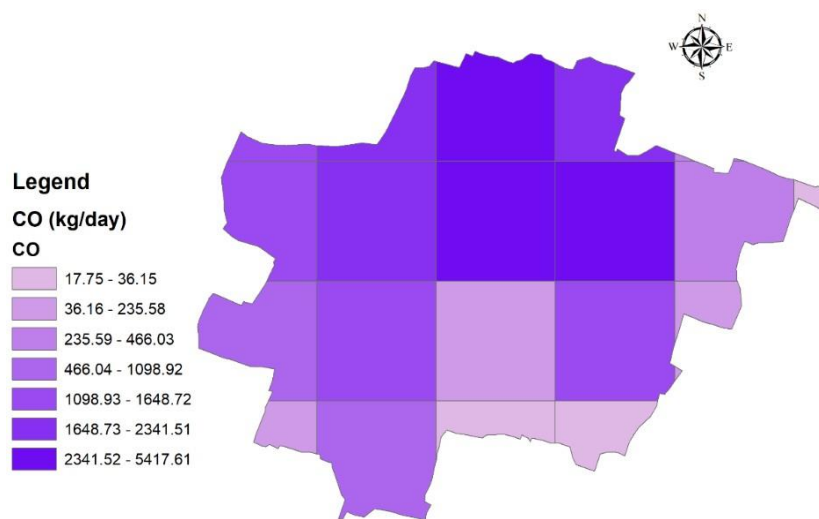 N
W E
S
Legend
CO (kg/day)
CO
17.75 - 36.15
36.16 - 235.58
235.59 - 466.03
466.04 - 1098.92
1098.93 - 1648.72
1648.73 - 2341.51
2341.52 - 5417.61